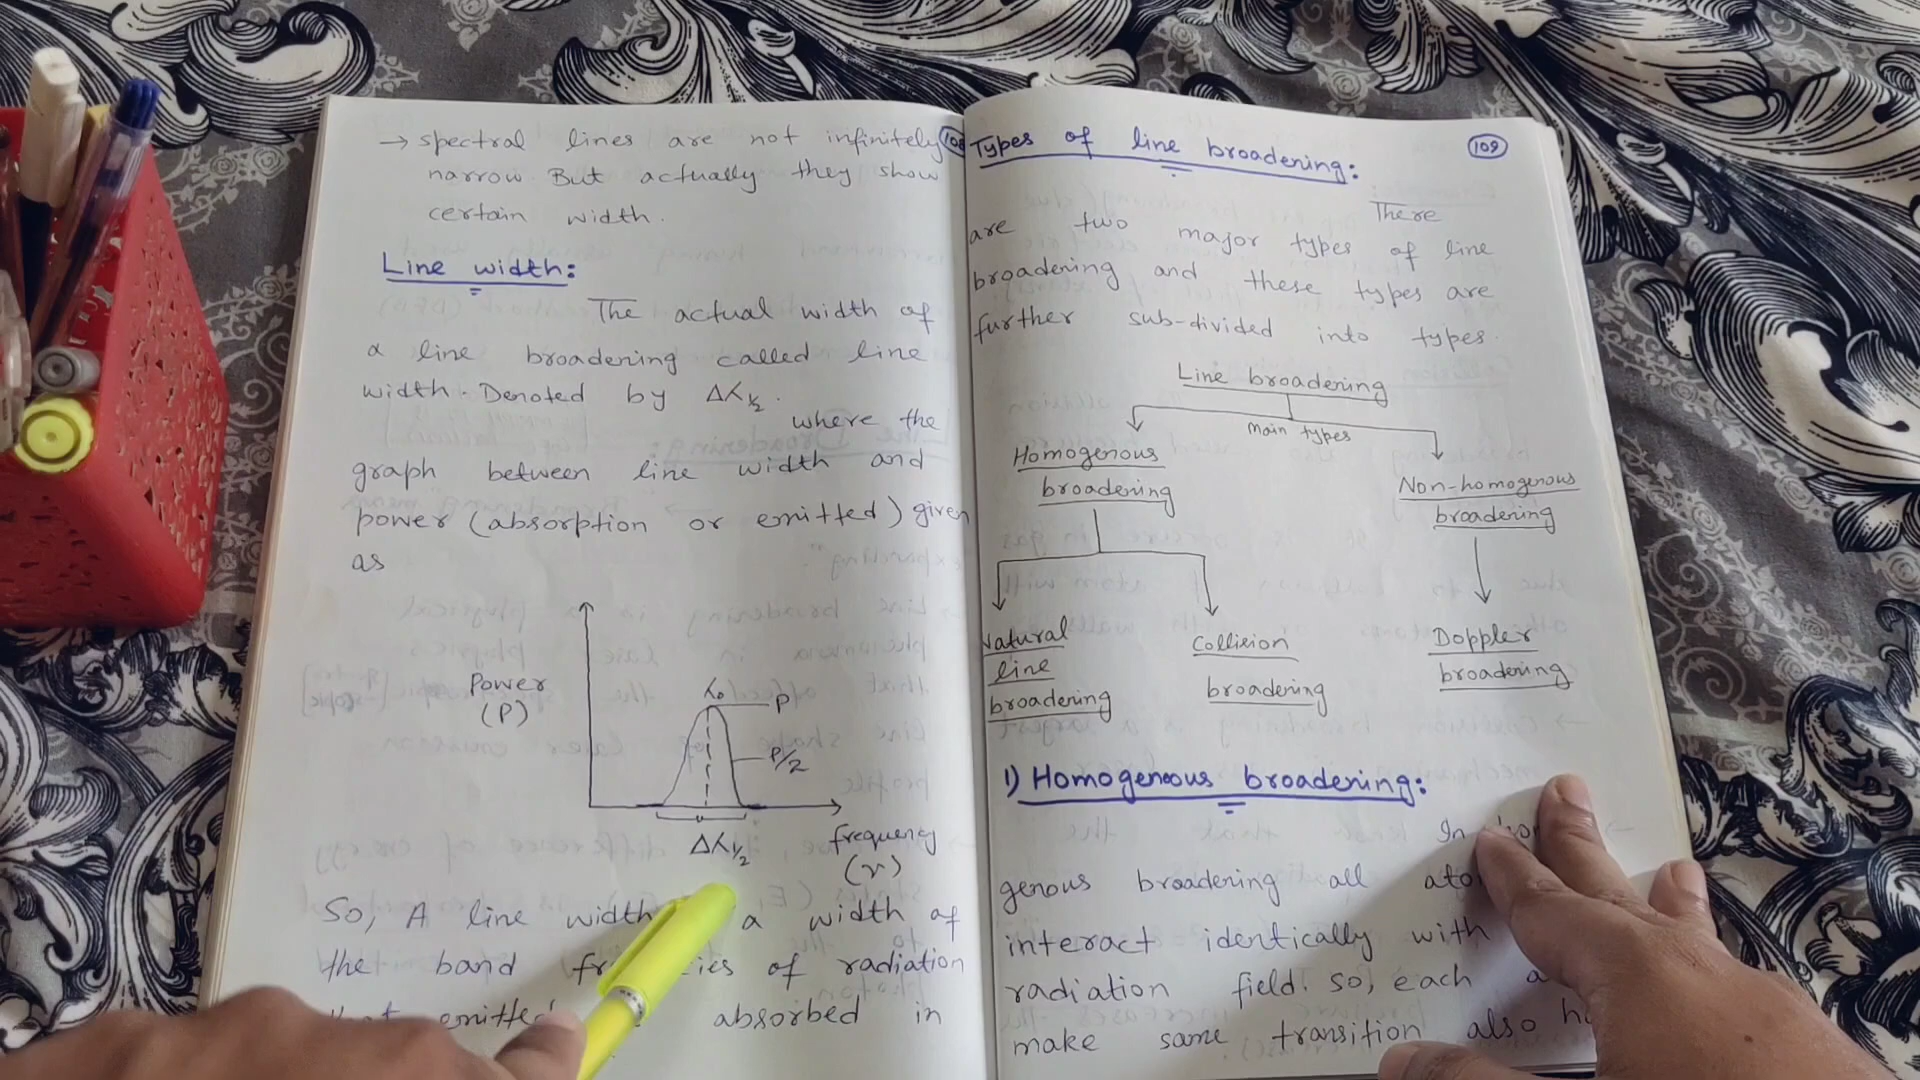 → spectral lines are not infinitely
narrow. But actually they show
certain width.
Line width:
The actual width of
a line broadening called line
width. Denoted by Δλ½.
where the
graph between line width and
power (absorption or emitted) given
as
Power
(P)
λ₀
P
P/2
Δλ½
frequency
(ν)
So, A line width a width of
the band of radiation
emitted absorbed in
109
Types of line broadening:
There
are two major types of line
broadening and these types are
further sub-divided into types.
Line broadening
main types
Homogenous
broadening
Non-homogenous
broadening
Natural
line
broadening
Collision
broadening
Doppler
broadening
1) Homogeneous broadening:
In
genous broadening all
interact identically with
radiation field. so, each
make same transition also